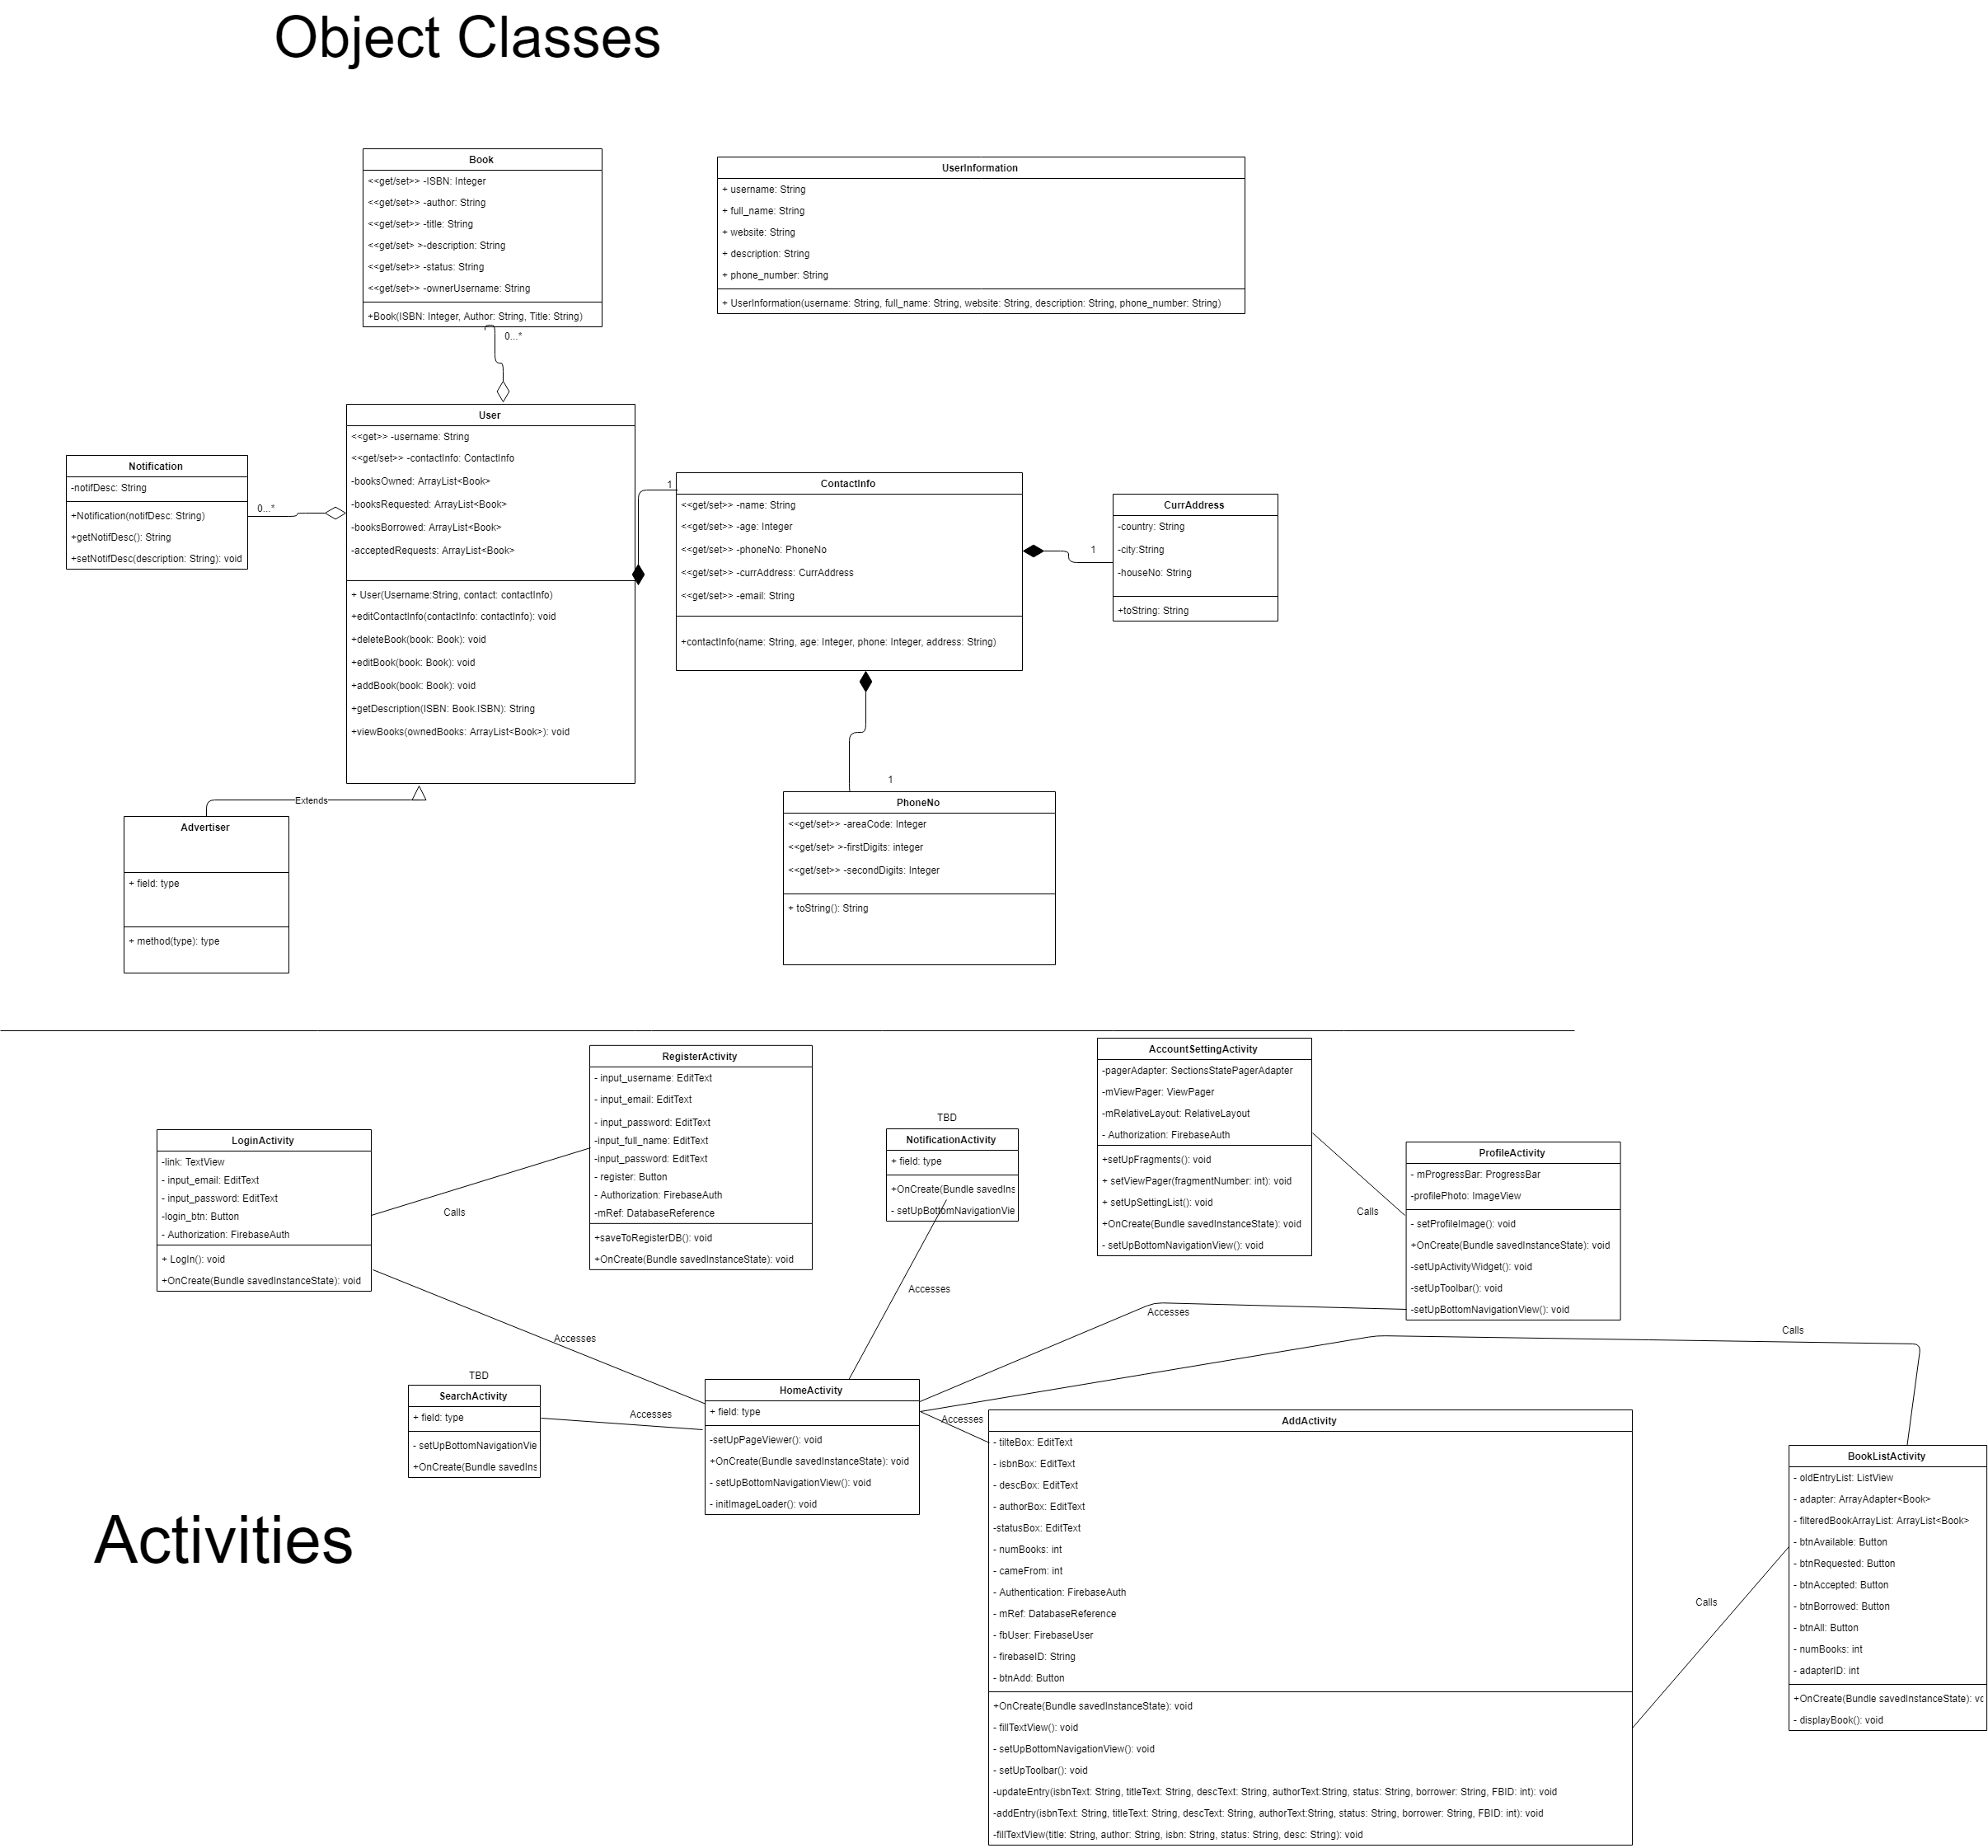 Object Classes
Book
<<get/set>> -ISBN: Integer
<<get/set>> -author: String
<<get/set>> -title: String
<<get/set> >-description: String
<<get/set>> -status: String
<<get/set>> -ownerUsername: String
+Book(ISBN: Integer, Author: String, Title: String)
0...*
UserInformation
+ username: String
+ full_name: String
+ website: String
+ description: String
+ phone_number: String
+ UserInformation(username: String, full_name: String, website: String, description: String, phone_number: String)
User
<<get>> -username: String
<<get/set>> -contactInfo: ContactInfo
-booksOwned: ArrayList<Book>
-booksRequested: ArrayList<Book>
-booksBorrowed: ArrayList<Book>
-acceptedRequests: ArrayList<Book>
+ User(Username:String, contact: contactInfo)
+editContactInfo(contactInfo: contactInfo): void
+deleteBook(book: Book): void
+editBook(book: Book): void
+addBook(book: Book): void
+getDescription(ISBN: Book.ISBN): String
+viewBooks(ownedBooks: ArrayList<Book>): void
Notification
-notifDesc: String
+Notification(notifDesc: String)
+getNotifDesc(): String
+setNotifDesc(description: String): void
0...*
1
ContactInfo
<<get/set>> -name: String
<<get/set>> -age: Integer
<<get/set>> -phoneNo: PhoneNo
<<get/set>> -currAddress: CurrAddress
<<get/set>> -email: String
+contactInfo(name: String, age: Integer, phone: Integer, address: String)
1
CurrAddress
-country: String
-city:String
-houseNo: String
+toString: String
1
PhoneNo
<<get/set>> -areaCode: Integer
<<get/set> >-firstDigits: integer
<<get/set>> -secondDigits: Integer
+ toString(): String
Extends
Advertiser
+ field: type
+ method(type): type
RegisterActivity
- input_username: EditText
- input_email: EditText
- input_password: EditText
-input_full_name: EditText
-input_password: EditText
- register: Button
- Authorization: FirebaseAuth
-mRef: DatabaseReference
+saveToRegisterDB(): void
+OnCreate(Bundle savedInstanceState): void
LoginActivity
-link: TextView
- input_email: EditText
- input_password: EditText
-login_btn: Button
- Authorization: FirebaseAuth
+ LogIn(): void
+OnCreate(Bundle savedInstanceState): void
Calls
TBD
NotificationActivity
+ field: type
+OnCreate(Bundle savedIns
- setUpBottomNavigationVie
AccountSettingActivity
-pagerAdapter: SectionsStatePagerAdapter
-mViewPager: ViewPager
-mRelativeLayout: RelativeLayout
- Authorization: FirebaseAuth
+setUpFragments(): void
+ setViewPager(fragmentNumber: int): void
+ setUpSettingList(): void
+OnCreate(Bundle savedInstanceState): void
- setUpBottomNavigationView(): void
Calls
ProfileActivity
- mProgressBar: ProgressBar
-profilePhoto: ImageView
- setProfileImage(): void
+OnCreate(Bundle savedInstanceState): void
-setUpActivityWidget(): void
-setUpToolbar(): void
-setUpBottomNavigationView(): void
Accesses
Accesses
Accesses
Calls
TBD
SearchActivity
+ field: type
- setUpBottomNavigationVie
+OnCreate(Bundle savedIns
Accesses
HomeActivity
+ field: type
-setUpPageViewer(): void
+OnCreate(Bundle savedInstanceState): void
- setUpBottomNavigationView(): void
- initImageLoader(): void
Accesses
AddActivity
- tilteBox: EditText
- isbnBox: EditText
- descBox: EditText
- authorBox: EditText
-statusBox: EditText
- numBooks: int
- cameFrom: int
- Authentication: FirebaseAuth
- mRef: DatabaseReference
- fbUser: FirebaseUser
- firebaseID: String
- btnAdd: Button
+OnCreate(Bundle savedInstanceState): void
- fillTextView(): void
- setUpBottomNavigationView(): void
- setUpToolbar(): void
-updateEntry(isbnText: String, titleText: String, descText: String, authorText:String, status: String, borrower: String, FBID: int): void
-addEntry(isbnText: String, titleText: String, descText: String, authorText:String, status: String, borrower: String, FBID: int): void
-fillTextView(title: String, author: String, isbn: String, status: String, desc: String): void
Calls
BookListActivity
- oldEntryList: ListView
- adapter: ArrayAdapter<Book>
- filteredBookArrayList: ArrayList<Book>
- btnAvailable: Button
- btnRequested: Button
- btnAccepted: Button
- btnBorrowed: Button
- btnAll: Button
- numBooks: int
- adapterID: int
+OnCreate(Bundle savedInstanceState): vc
- displayBook(): void
Activities